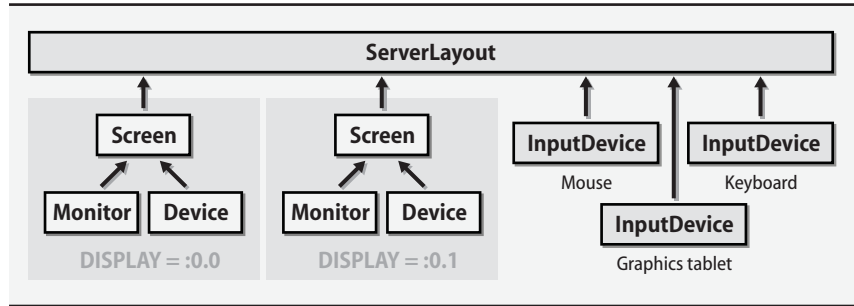 ServerLayout
Screen
Monitor Device
DISPLAY = :0.0
Screen
Monitor Device
DISPLAY = :0.1
InputDevice
Mouse
InputDevice
Graphics tablet
InputDevice
Keyboard